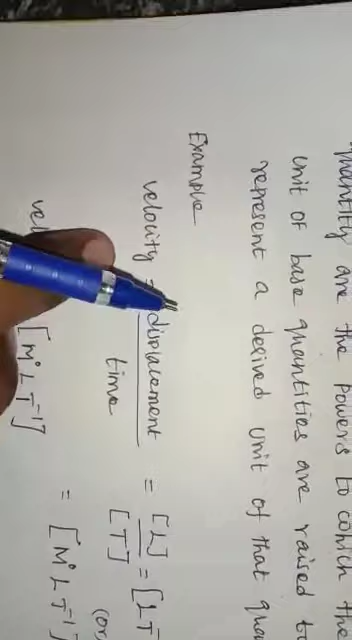 quantity are the powers to which the
unit of base quantities are raised to
represent a derived unit of that
Example
velocity = displacement / time = [L] / [T] = [LT
(or)
= [M⁰LT⁻¹]
[M⁰LT⁻¹]